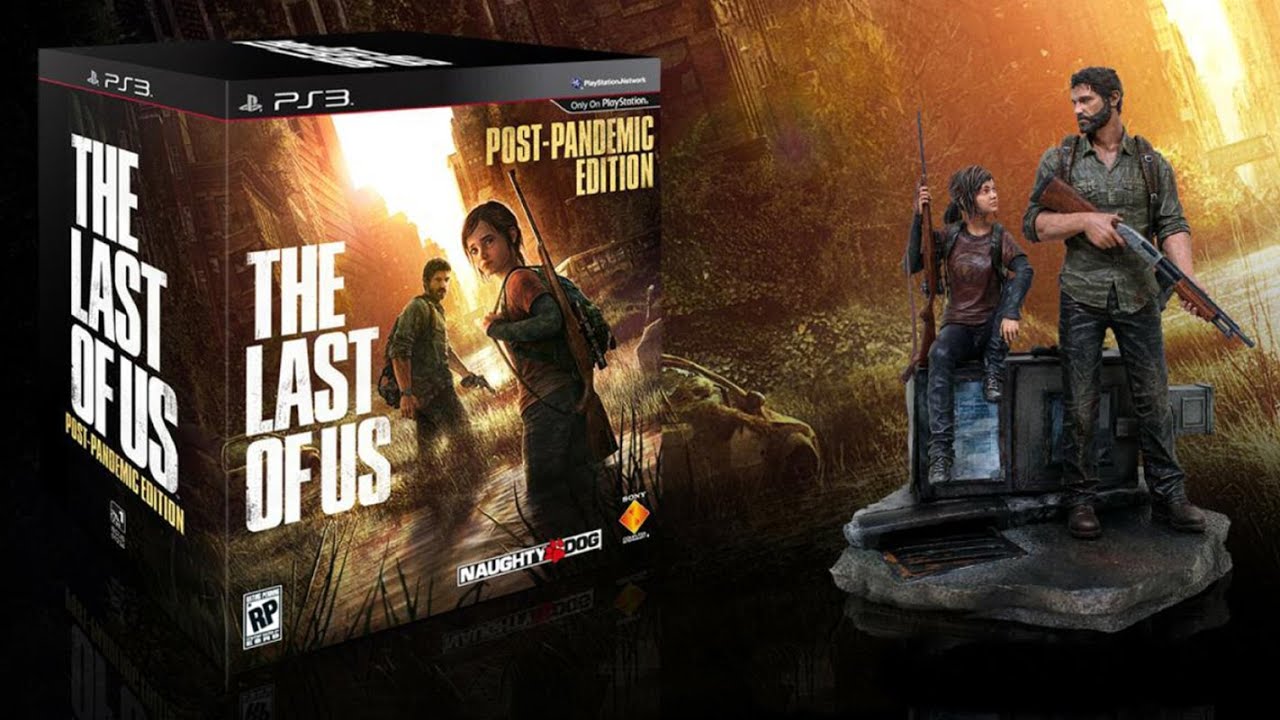 PS3
THE
LAST
OF US
POST-PANDEMIC EDITION
PS3
PlayStation Network
Only On PlayStation
POST-PANDEMIC
EDITION
THE
LAST
OF US
SONY
NAUGHTY DOG
RP
ESRB